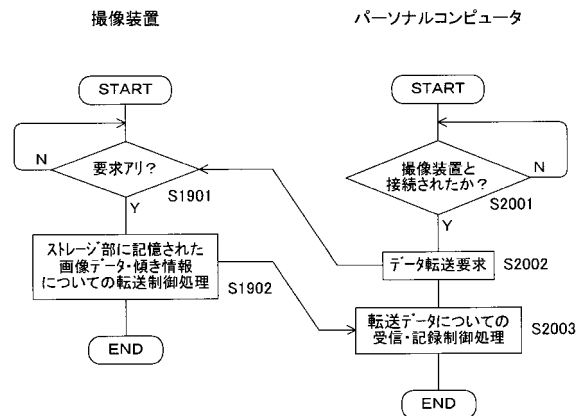 撮像装置
パーソナルコンピュータ
START
要求アリ?
N
Y
S1901
ストレージ部に記憶された
画像データ・傾き情報
についての転送制御処理
S1902
END
START
撮像装置と
接続されたか?
N
Y
S2001
データ転送要求
S2002
転送データについての
受信・記録制御処理
S2003
END